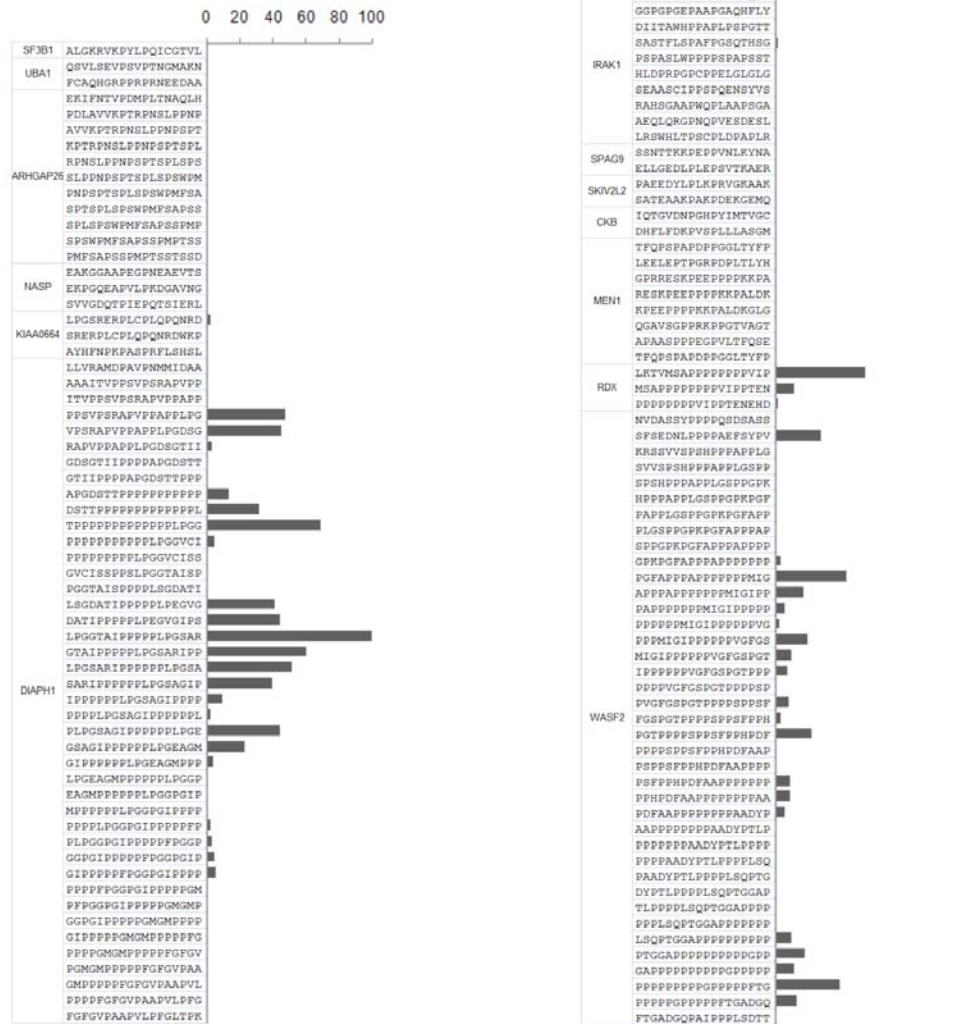 0 20 40 60 80 100
SF3B1
ALGKRVKPYLPQICGTVL
UBA1
QSVLSEVPSVPTNGMAKN
FCAQHGRPPRPRNEEDAA
ARHGAP26
EKIFNTVPDMPLTNAQLH
PDLAVVKPTRPNSLPPNP
AVVKPTRPNSLPPNPSPT
KPTRPNSLPPNPSPTSPL
RPNSLPPNPSPTSPLSPS
SLPPNPSPTSPLSPSWPM
PNPSPTSPLSPSWPMFSA
SPTSPLSPSWPMFSAPSS
SPLSPSWPMFSAPSSPMP
SPSWPMFSAPSSPMPTSS
PMFSAPSSPMPTSSTSSD
NASP
EAKGGAAPEGPNEAEVTS
EKPGQEAPVLPKDGAVNG
SVVGDQTPIEPQTSIERL
KIAA0664
LPGSRERPLCPLQPQNRD
SRERPLCPLQPQNRDWKP
AYHFNPKPASPRFLSHSL
DIAPH1
LLVRAMDPAVPNMMIDAA
AAAITVPPSVPSRAPVPP
ITVPPSVPSRAPVPPAPP
PPSVPSRAPVPPAPPLPG
VPSRAPVPPAPPLPGDSG
RAPVPPAPPLPGDSGTII
GDSGTIIPPPPAPGDSTT
GTIIPPPPAPGDSTTPPP
APGDSTTPPPPPPPPPPP
DSTTPPPPPPPPPPPPPL
TPPPPPPPPPPPPPLPGG
PPPPPPPPPPPLPGGVCI
PPPPPPPPPLPGGVCISS
GVCISSPPSLPGGTAISP
PGGTAISPPPPLSGDATI
LSGDATIPPPPPLPEGVG
DATIPPPPPLPEGVGIPS
LPGGTAIPPPPPLPGSAR
GTAIPPPPPLPGSARIPP
LPGSARIPPPPPPLPGSA
SARIPPPPPPLPGSAGIP
IPPPPPPLPGSAGIPPPP
PPPPLPGSAGIPPPPPPL
PLPGSAGIPPPPPPLPGE
GSAGIPPPPPPLPGEAGM
GIPPPPPPLPGEAGMPPP
LPGEAGMPPPPPPLPGGP
EAGMPPPPPPLPGGPGIP
MPPPPPPLPGGPGIPPPP
PPPPLPGGPGIPPPPPFP
PLPGGPGIPPPPPFPGGP
GGPGIPPPPPFPGGPGIP
GIPPPPPFPGGPGIPPPP
PPPPFPGGPGIPPPPPGM
PFPGGPGIPPPPPGMGMP
GGPGIPPPPPGMGMPPPP
GIPPPPPGMGMPPPPPFG
PPPPGMGMPPPPPFGFGV
PGMGMPPPPPFGFGVPAA
GMPPPPPFGFGVPAAPVL
PPPPFGFGVPAAPVLPFG
FGFGVPAAPVLPFGLTPK
IRAK1
GGPGPGEPAAPGAQHFLY
DIITAWHPPAPLPSPGTT
SASTFLSPAFPGSQTHSG
PSPASLWPPPPSPAPSST
HLDPRPGPCPPELGLGLG
SEAASCIPPSPQENSYVS
RAHSGAAPWQPLAAPSGA
AEQLQRGPNQPVESDESL
LRSWHLTPSCPLDPAPLR
SPAG9
SSNTTKKPEPPVNLKYNA
ELLGEDLPLEPSVTKAER
SKIV2L2
PAEEDYLPLKPRVGKAAK
SATEAAKPAKPDEKGEMQ
CKB
IQTGVDNPGHPYIMTVGC
DHFLFDKPVSPLLLASGM
MEN1
TFQPSPAPDPPGGLTYFP
LEELEPTPGRPDPLTLYH
GPRRESKPEEPPPPKKPA
RESKPEEPPPPKKPALDK
KPEEPPPPKKPALDKGLG
QGAVSGPPRKPPGTVAGT
APAASPPPEGPVLTFQSE
TFQPSPAPDPPGGLTYFP
RDX
LKTVMSAPPPPPPPPVIP
MSAPPPPPPPPVIPPTEN
PPPPPPPPVIPPTENEHD
WASF2
NVDASSYPPPPQSDSASS
SFSEDNLPPPPAEFSYPV
KRSSVVSPSHPPPAPPLG
SVVSPSHPPPAPPLGSPP
SPSHPPPAPPLGSPPGPK
HPPPAPPLGSPPGPKPGF
PAPPLGSPPGPKPGFAPP
PLGSPPGPKPGFAPPPAP
SPPGPKPGFAPPPAPPPP
GPKPGFAPPPAPPPPPPP
PGFAPPPAPPPPPPPMIG
APPPAPPPPPPPMIGIPP
PAPPPPPPPMIGIPPPPP
PPPPPPMIGIPPPPPPVG
PPPMIGIPPPPPPVGFGS
MIGIPPPPPPVGFGSPGT
IPPPPPPVGFGSPGTPPP
PPPPVGFGSPGTPPPPSP
PVGFGSPGTPPPPSPPSF
FGSPGTPPPPSPPSFPPH
PGTPPPPSPPSFPPHPDF
PPPPSPPSFPPHPDFAAP
PSPPSFPPHPDFAAPPPP
PSFPPHPDFAAPPPPPPP
PPHPDFAAPPPPPPPPAA
PDFAAPPPPPPPPAADYP
AAPPPPPPPPAADYPTLP
PPPPPPPAADYPTLPPPP
PPPPAADYPTLPPPPLSQ
PAADYPTLPPPPLSQPTG
DYPTLPPPPLSQPTGGAP
TLPPPPLSQPTGGAPPPP
PPPLSQPTGGAPPPPPPP
LSQPTGGAPPPPPPPPPP
PTGGAPPPPPPPPPPGPP
GAPPPPPPPPPPGPPPPP
PPPPPPPPPGPPPPPFTG
PPPPPPGPPPPPFTGADGQ
FTGADGQPAIPPPLSDTT